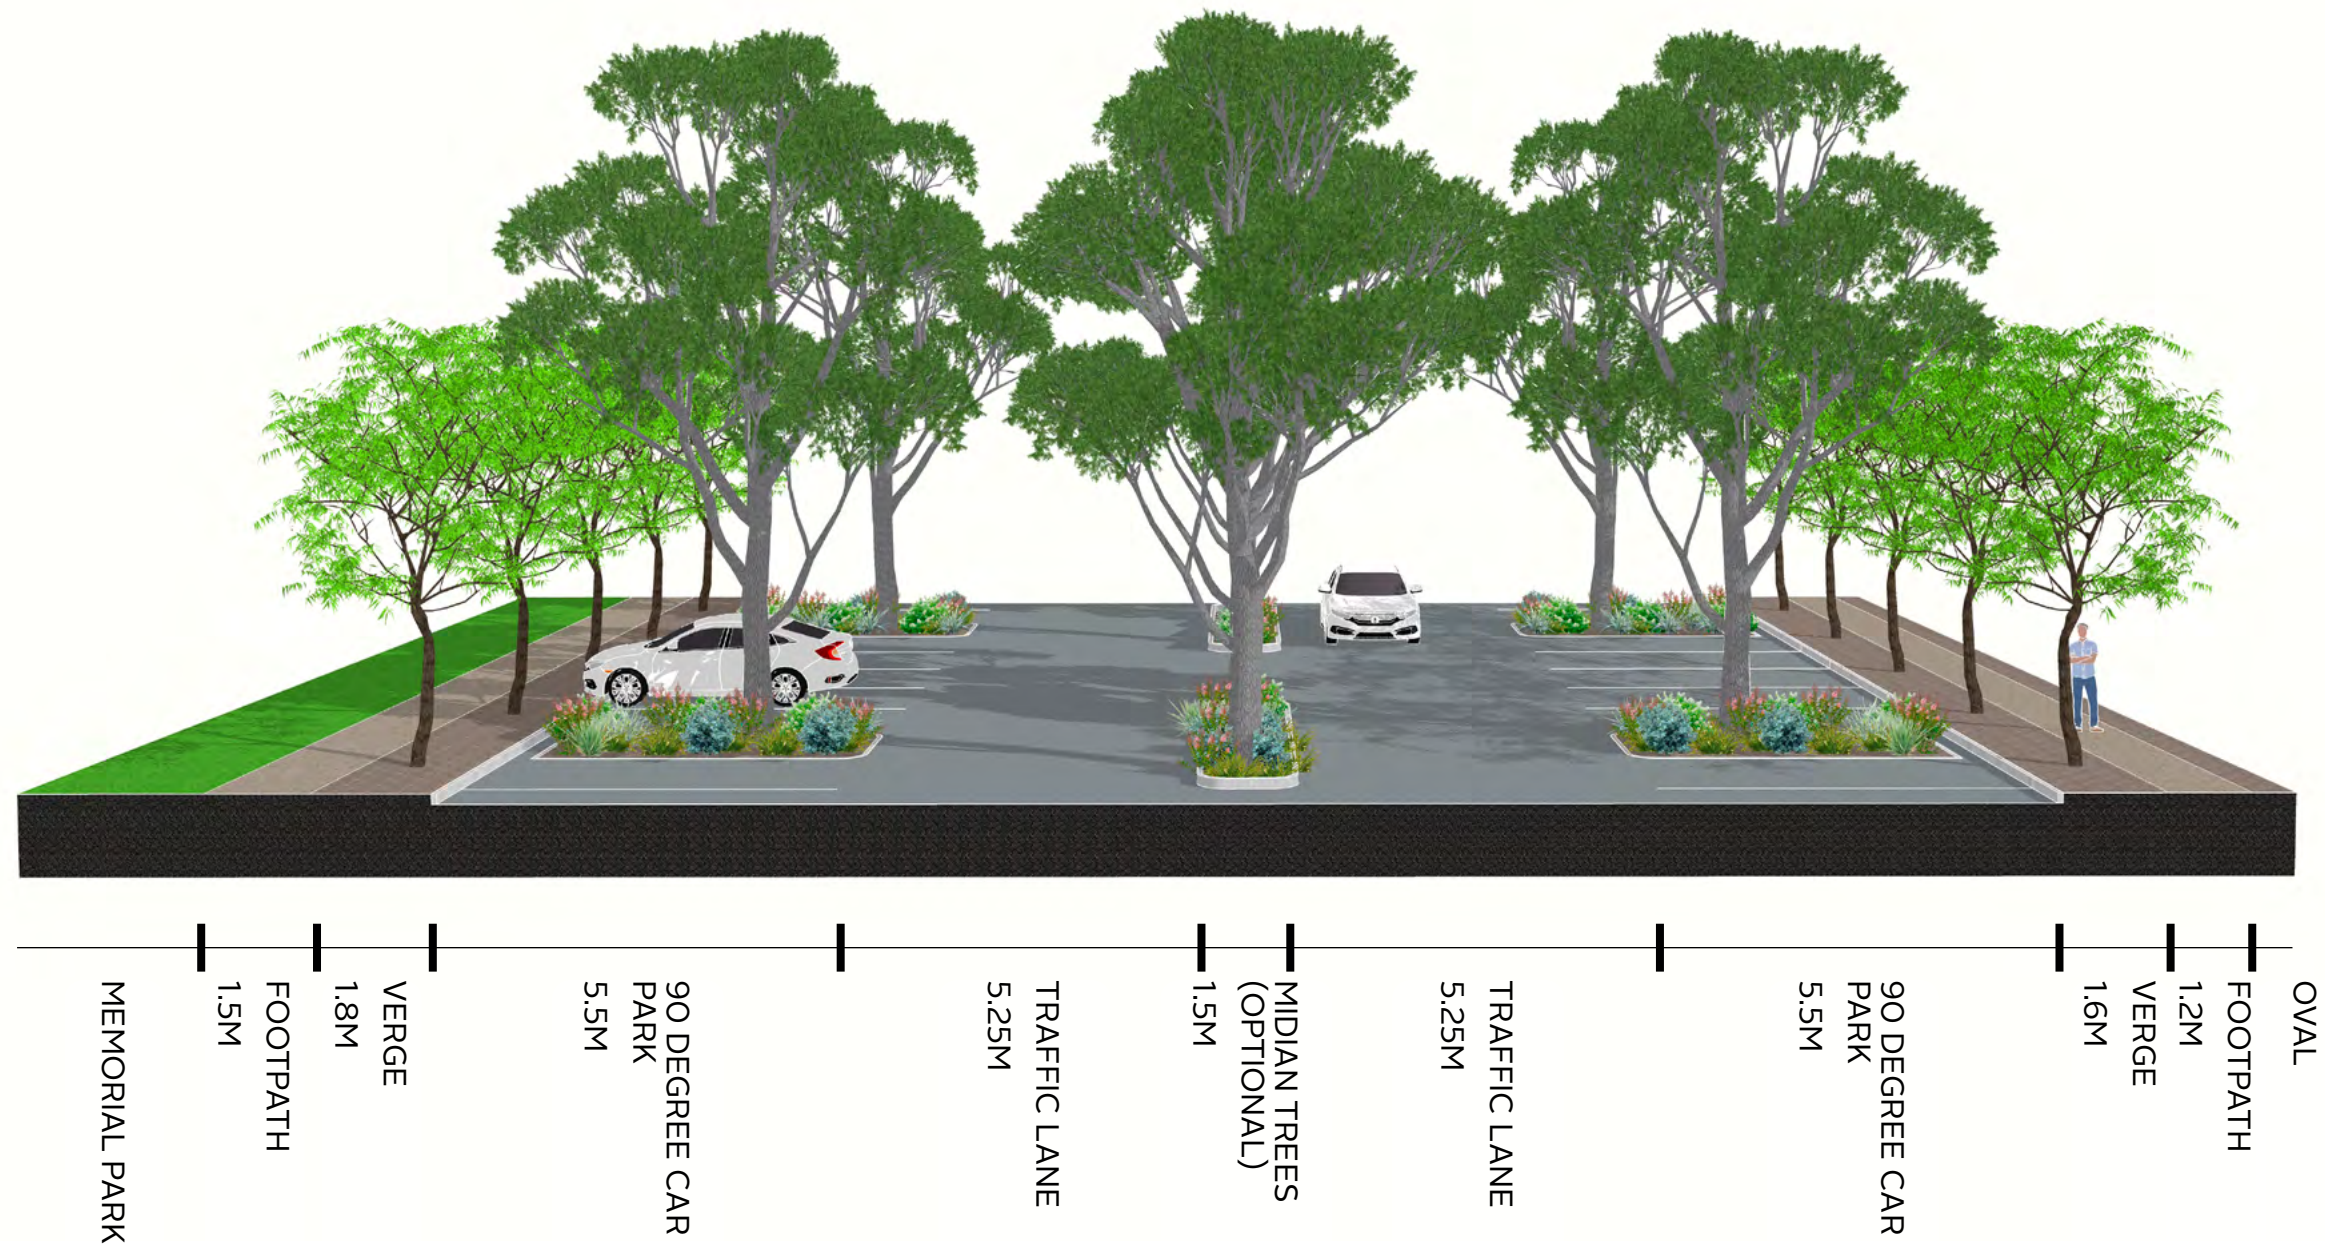 MEMORIAL PARK
FOOTPATH
1.5M
VERGE
1.8M
90 DEGREE CAR
PARK
5.5M
TRAFFIC LANE
5.25M
MIDIAN TREES
(OPTIONAL)
1.5M
TRAFFIC LANE
5.25M
90 DEGREE CAR
PARK
5.5M
VERGE
1.6M
FOOTPATH
1.2M
OVAL